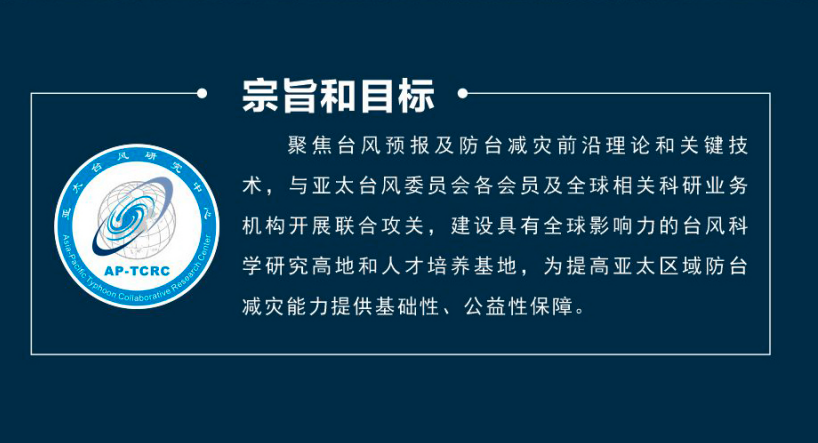 宗旨和目标
聚焦台风预报及防台减灾前沿理论和关键技
术，与亚太台风委员会各会员及全球相关科研业务
机构开展联合攻关，建设具有全球影响力的台风科
学研究高地和人才培养基地，为提高亚太区域防台
减灾能力提供基础性、公益性保障。
亚太台风研究中心
AP-TCRC
Asia-Pacific Typhoon Collaborative Research Center